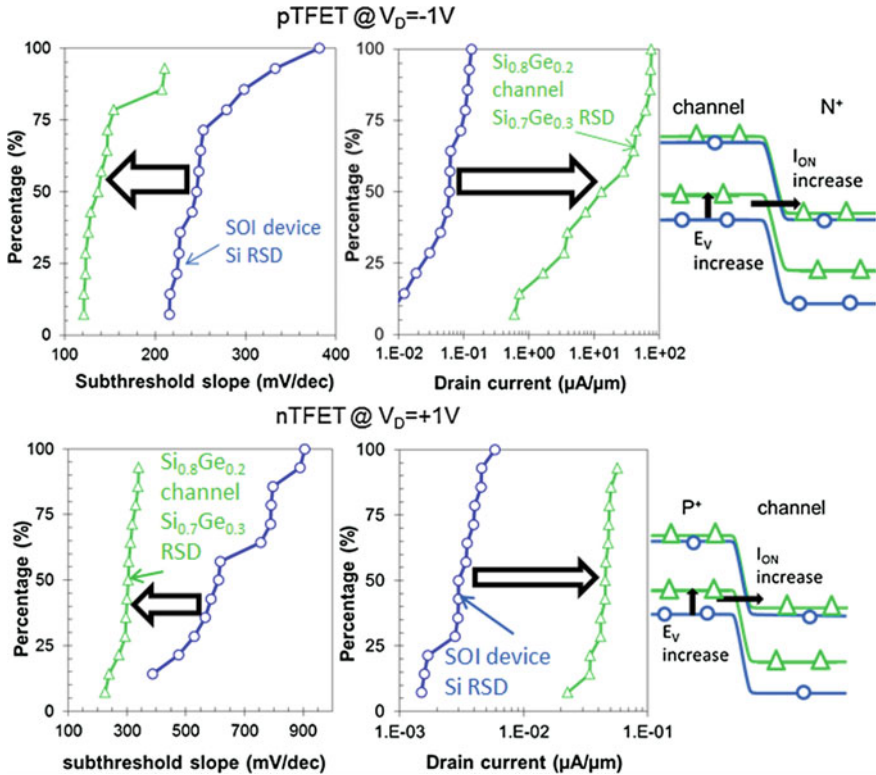 pTFET @ V_D=-1V
100
75
50
25
0
Percentage (%)
SOI device
Si RSD
100
200
300
400
Subthreshold slope (mV/dec)
100
75
50
25
0
Percentage (%)
Si0.8Ge0.2
channel
Si0.7Ge0.3 RSD
1.E-02
1.E-01
1.E+00
1.E+01
1.E+02
Drain current (µA/µm)
channel
N+
I_ON
increase
E_V
increase
nTFET @ V_D=+1V
100
75
50
25
0
Percentage (%)
Si0.8Ge0.2
channel
Si0.7Ge0.3
RSD
100
300
500
700
900
subthreshold slope (mV/dec)
100
75
50
25
0
Percentage (%)
SOI device
Si RSD
1.E-03
1.E-02
1.E-01
Drain current (µA/µm)
P+
channel
I_ON
increase
E_V
increase